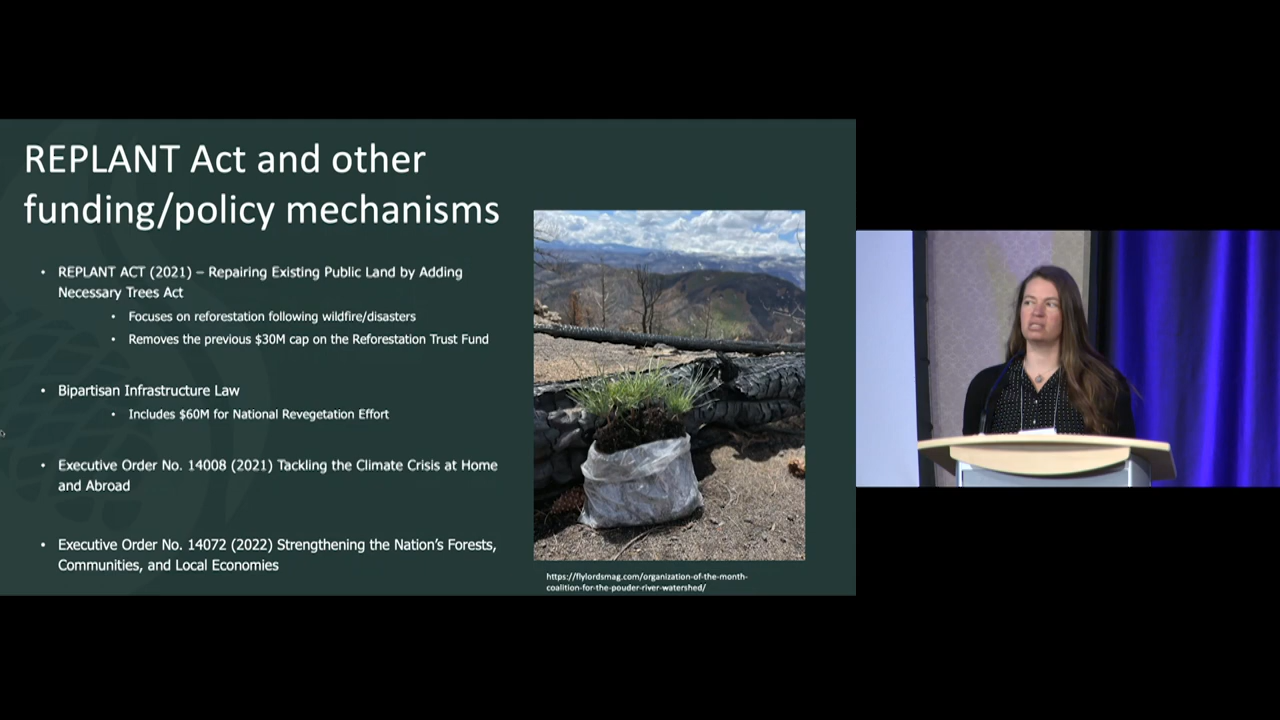 REPLANT Act and other
funding/policy mechanisms
• REPLANT ACT (2021) – Repairing Existing Public Land by Adding
Necessary Trees Act
• Focuses on reforestation following wildfire/disasters
• Removes the previous $30M cap on the Reforestation Trust Fund
• Bipartisan Infrastructure Law
• Includes $60M for National Revegetation Effort
• Executive Order No. 14008 (2021) Tackling the Climate Crisis at Home
and Abroad
• Executive Order No. 14072 (2022) Strengthening the Nation’s Forests,
Communities, and Local Economies
https://flylordsmag.com/organization-of-the-month-
coalition-for-the-pouder-river-watershed/